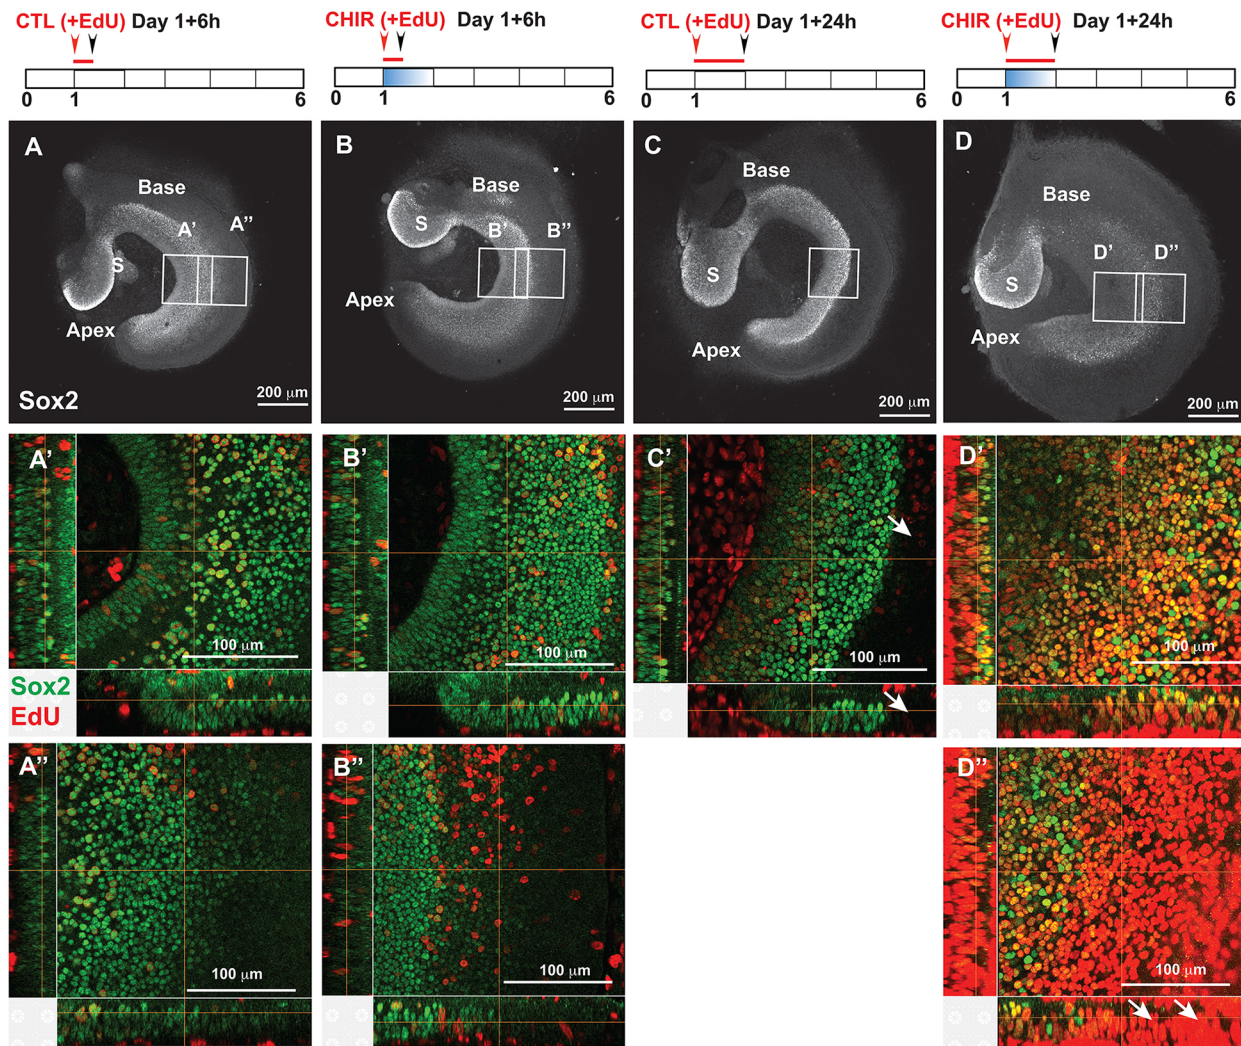 CTL (+EdU) Day 1+6h
0 1 6
CHIR (+EdU) Day 1+6h
0 1 6
CTL (+EdU) Day 1+24h
0 1 6
CHIR (+EdU) Day 1+24h
0 1 6
A
Base
A’ A’’
S
Apex
Sox2
200 μm
B
Base
S B’ B’’
Apex
200 μm
C
Base
S
Apex
200 μm
D
Base
D’ D’’
S
Apex
200 μm
A’
100 μm
Sox2
EdU
B’
100 μm
C’
100 μm
D’
100 μm
A’’
100 μm
B’’
100 μm
D’’
100 μm